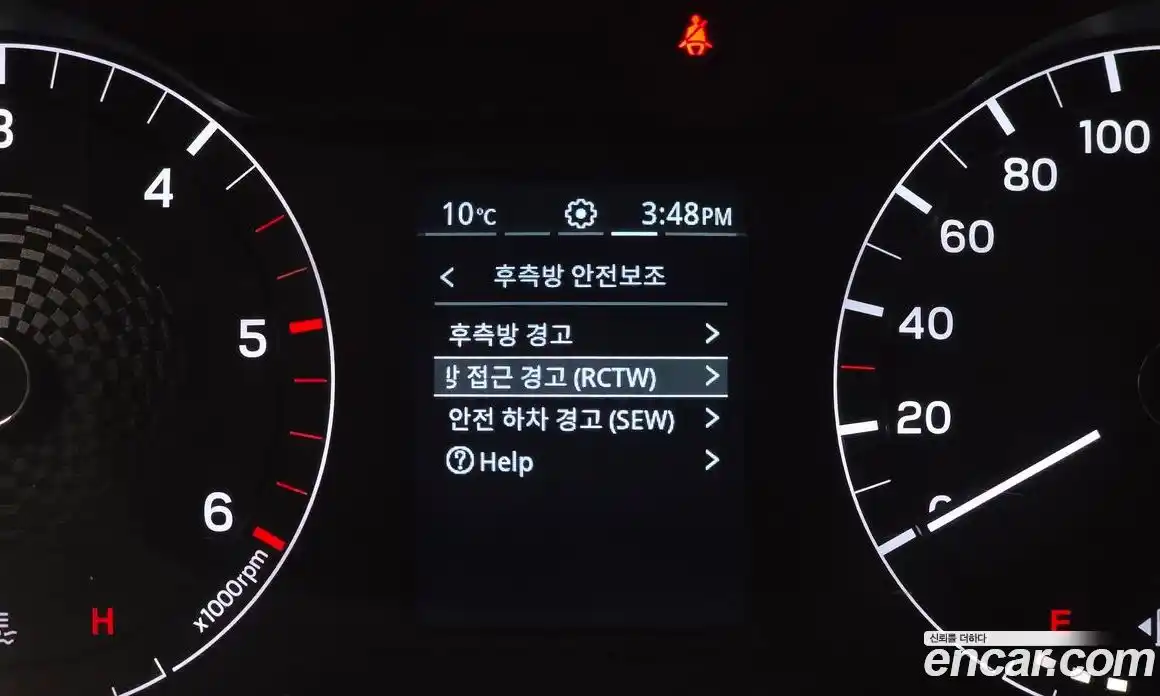 10°C 3:48PM
< 후측방 안전보조
후측방 경고 >
방 접근 경고 (RCTW) >
안전 하차 경고 (SEW) >
? Help >
3
4
5
6
x1000rpm
H
100
80
60
40
20
0
신뢰를 더하다
encar.com